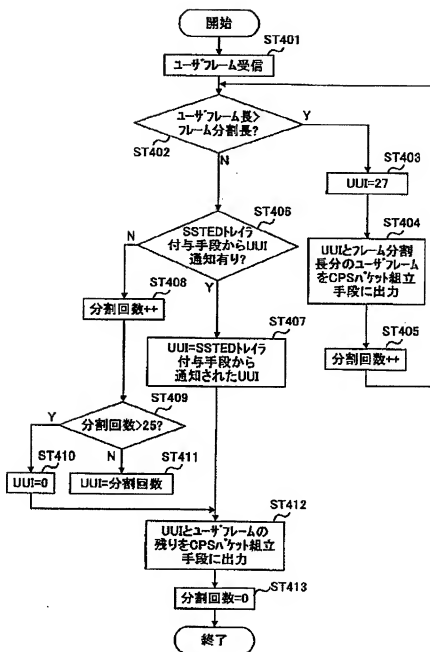 開始
ST401
ユーザフレーム受信
ユーザフレーム長>
フレーム分割長?
Y
ST402
N
ST403
UUI=27
ST404
UUIとフレーム分割
長分のユーザフレーム
をCPSパケット組立
手段に出力
ST405
分割回数++
ST406
SSTEDトレイラ
付与手段からUUI
通知有り?
N
Y
ST408
分割回数++
ST407
UUI=SSTEDトレイラ
付与手段から
通知されたUUI
ST409
分割回数>25?
Y
N
ST410
UUI=0
ST411
UUI=分割回数
ST412
UUIとユーザフレームの
残りをCPSパケット組立
手段に出力
ST413
分割回数=0
終了